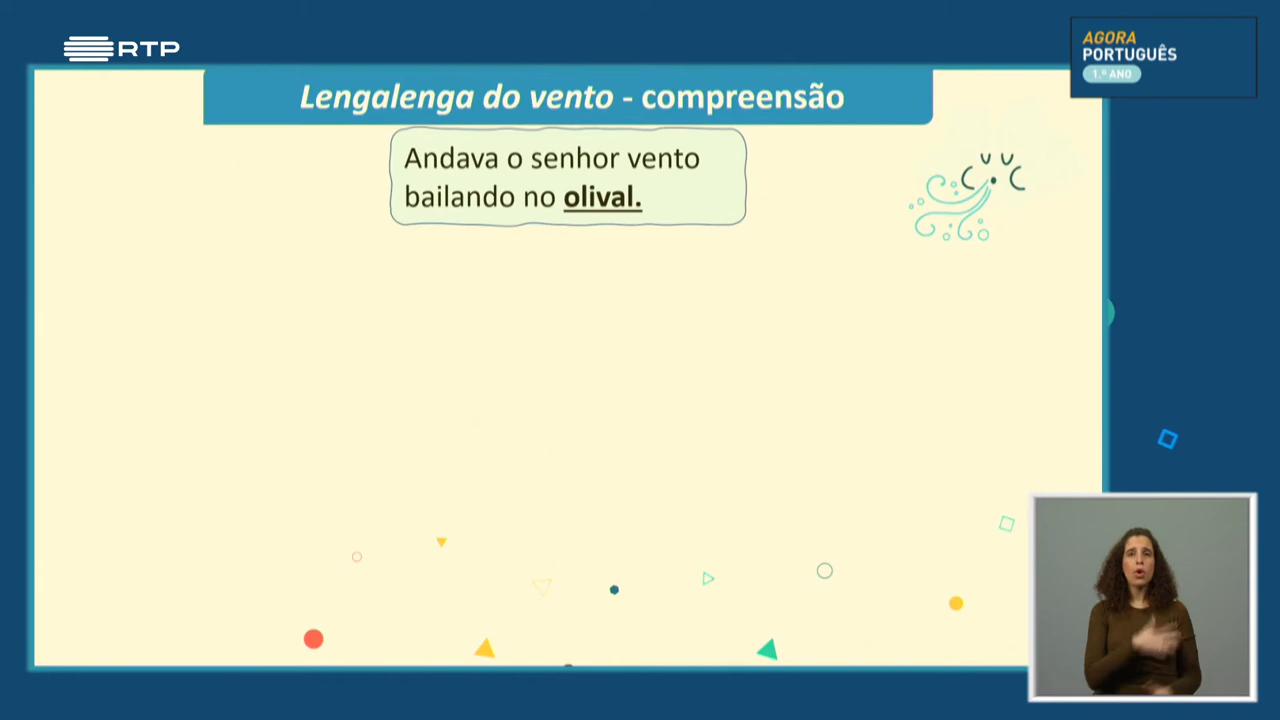 RTP
AGORA
PORTUGUÊS
1.º ANO
Lengalenga do vento - compreensão
Andava o senhor vento
bailando no olival.